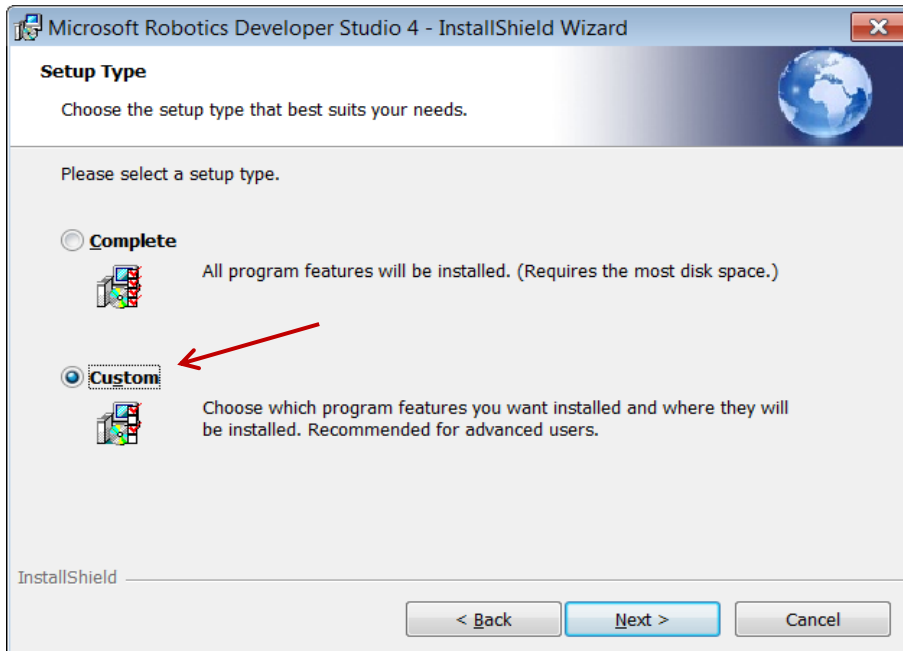 Microsoft Robotics Developer Studio 4 - InstallShield Wizard
Setup Type
Choose the setup type that best suits your needs.
Please select a setup type.
Complete
All program features will be installed. (Requires the most disk space.)
Custom
Choose which program features you want installed and where they will
be installed. Recommended for advanced users.
InstallShield
< Back
Next >
Cancel